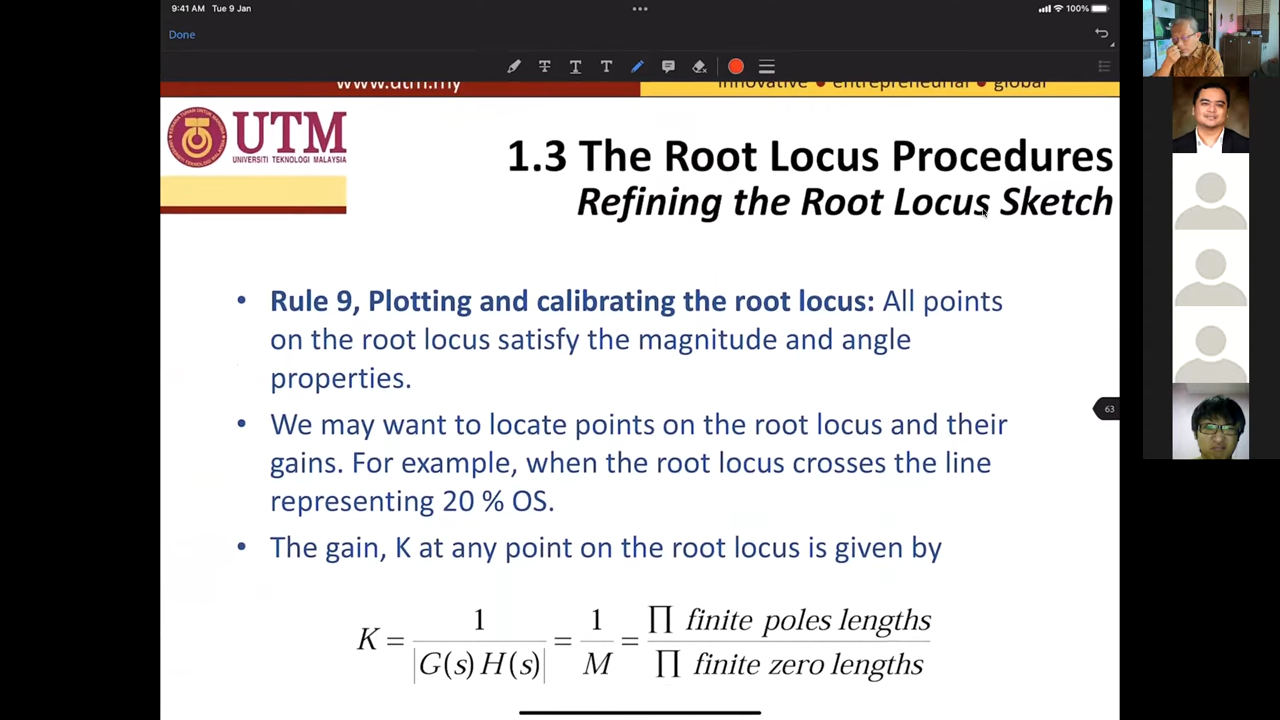 9:41 AM Tue 9 Jan
100%
Done
www.utm.my
innovative • entrepreneurial • global
UTM
UNIVERSITI TEKNOLOGI MALAYSIA
1.3 The Root Locus Procedures
Refining the Root Locus Sketch
• Rule 9, Plotting and calibrating the root locus: All points
on the root locus satisfy the magnitude and angle
properties.
• We may want to locate points on the root locus and their
gains. For example, when the root locus crosses the line
representing 20 % OS.
• The gain, K at any point on the root locus is given by
K = 1 / |G(s) H(s)| = 1 / M = ∏ finite poles lengths / ∏ finite zero lengths
63